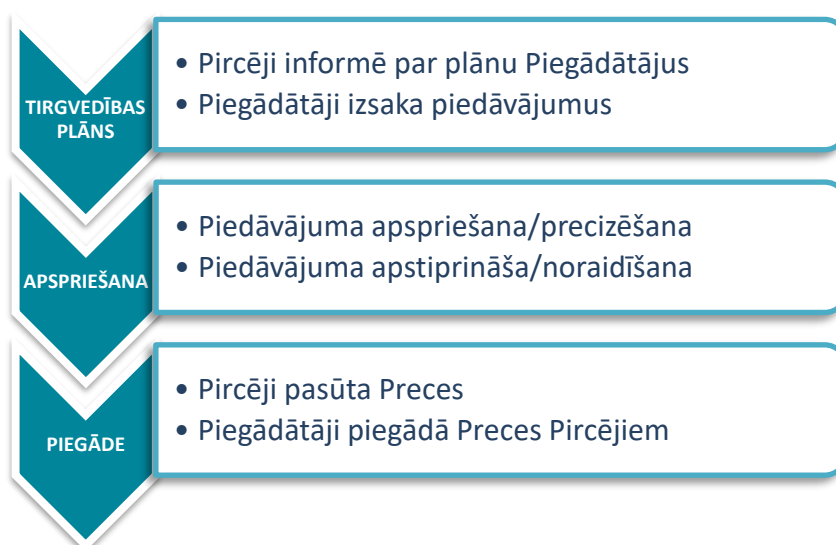 TIRGVEDĪBAS
PLĀNS
• Pircēji informē par plānu Piegādātājus
• Piegādātāji izsaka piedāvājumus
APSPRIEŠANA
• Piedāvājuma apspriešana/precizēšana
• Piedāvājuma apstiprināša/noraidīšana
PIEGĀDE
• Pircēji pasūta Preces
• Piegādātāji piegādā Preces Pircējiem